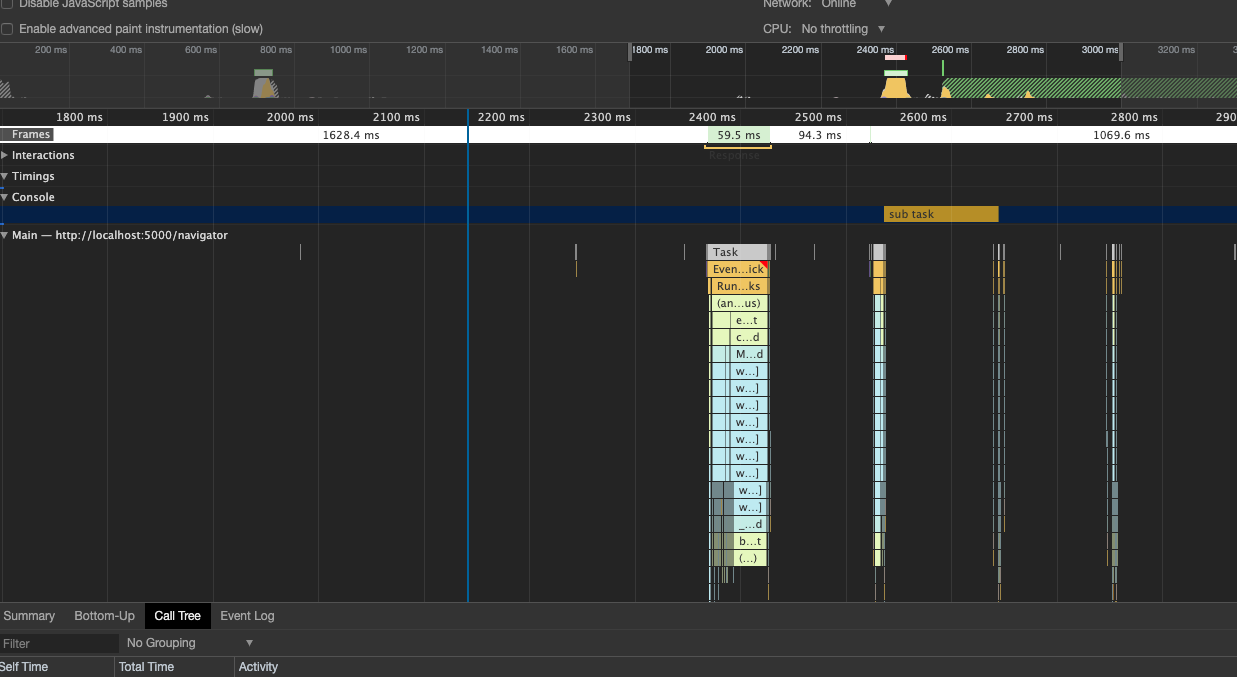 Disable JavaScript samples
Network: Online
Enable advanced paint instrumentation (slow)
CPU: No throttling
200 ms 400 ms 600 ms 800 ms 1000 ms 1200 ms 1400 ms 1600 ms 1800 ms 2000 ms 2200 ms 2400 ms 2600 ms 2800 ms 3000 ms 3200 ms
1800 ms 1900 ms 2000 ms 2100 ms 2200 ms 2300 ms 2400 ms 2500 ms 2600 ms 2700 ms 2800 ms 290
Frames 1628.4 ms 59.5 ms 94.3 ms 1069.6 ms
Interactions Response
Timings
Console
sub task
Main — http://localhost:5000/navigator
Task
Even...ick
Run...ks
(an...us)
e...t
c...d
M...d
w...]
w...]
w...]
w...]
w...]
w...]
w...]
w...]
w...]
_...d
b...t
(...)
Summary Bottom-Up Call Tree Event Log
Filter No Grouping
Self Time Total Time Activity